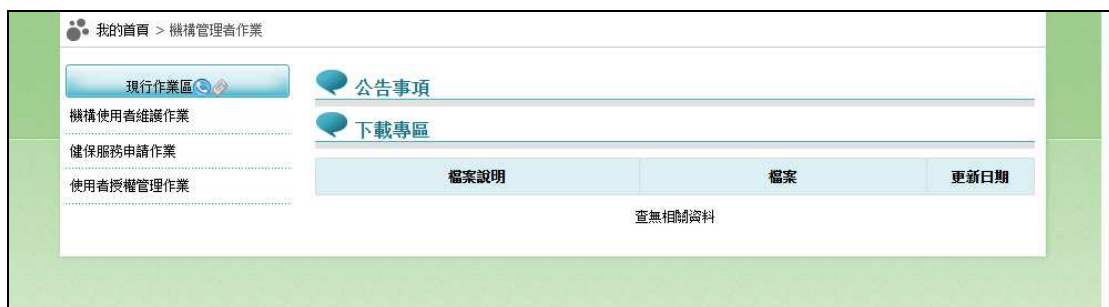 我的首頁 > 機構管理者作業
現行作業區
機構使用者維護作業
健保服務申請作業
使用者授權管理作業
公告事項
下載專區
檔案說明 檔案 更新日期
查無相關資料